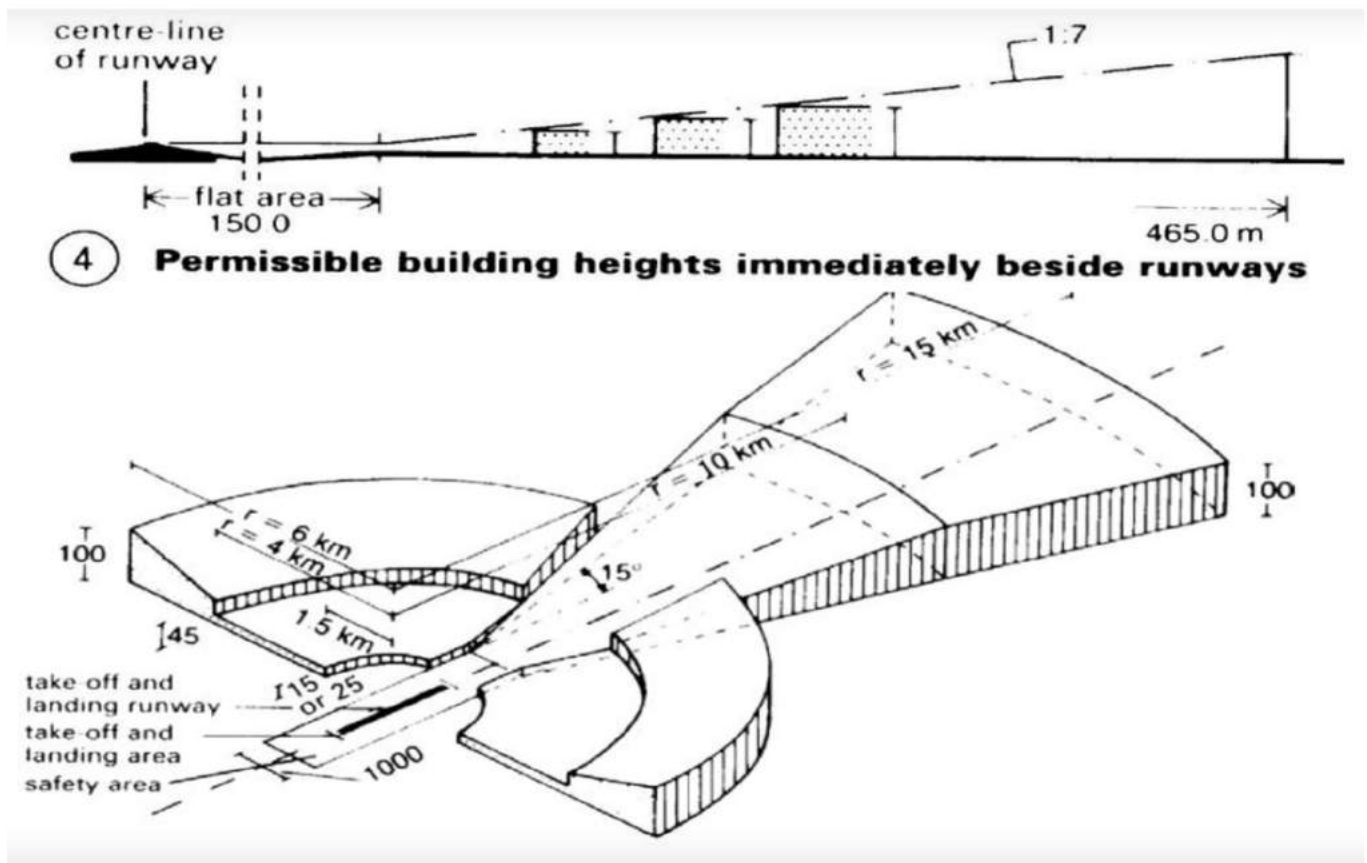 centre-line
of runway
1:7
flat area
150.0
465.0 m
4 Permissible building heights immediately beside runways
r = 15 km
r = 10 km
100
r = 6 km
r = 4 km
100
15°
1.5 km
45
15
or 25
take-off and
landing runway
take-off and
landing area
safety area
1000